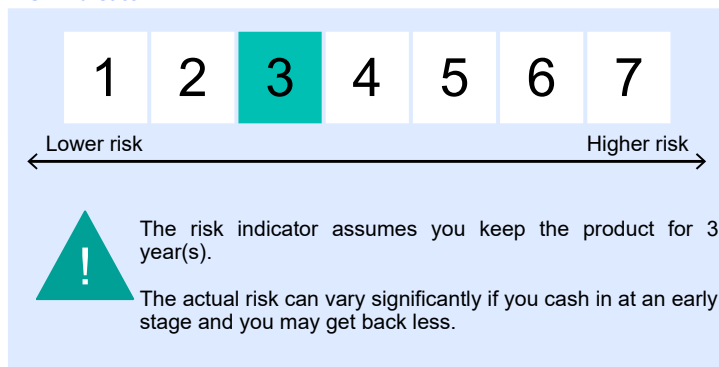 1 2 3 4 5 6 7
Lower risk Higher risk
The risk indicator assumes you keep the product for 3
year(s).
!
The actual risk can vary significantly if you cash in at an early
stage and you may get back less.